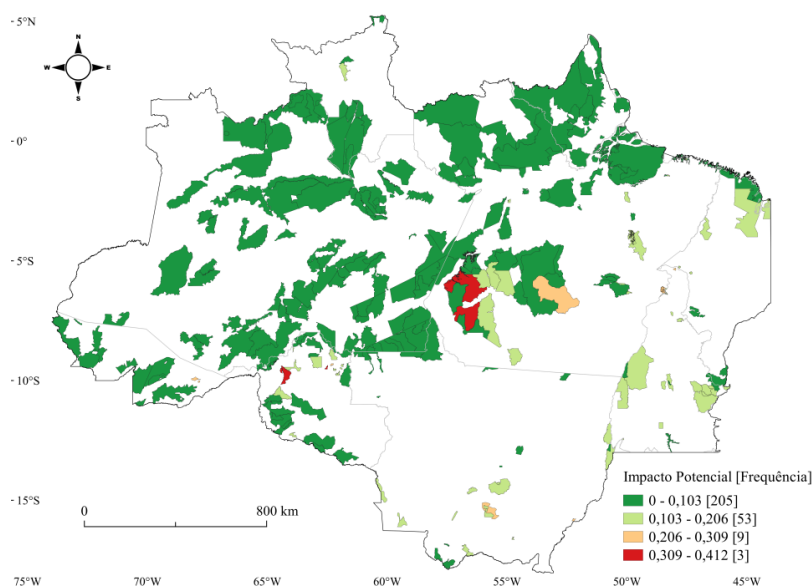 5°N
N
W E
S
0°
5°S
10°S
15°S
0 800 km
Impacto Potencial [Frequência]
0 - 0,103 [205]
0,103 - 0,206 [53]
0,206 - 0,309 [9]
0,309 - 0,412 [3]
75°W 70°W 65°W 60°W 55°W 50°W 45°W